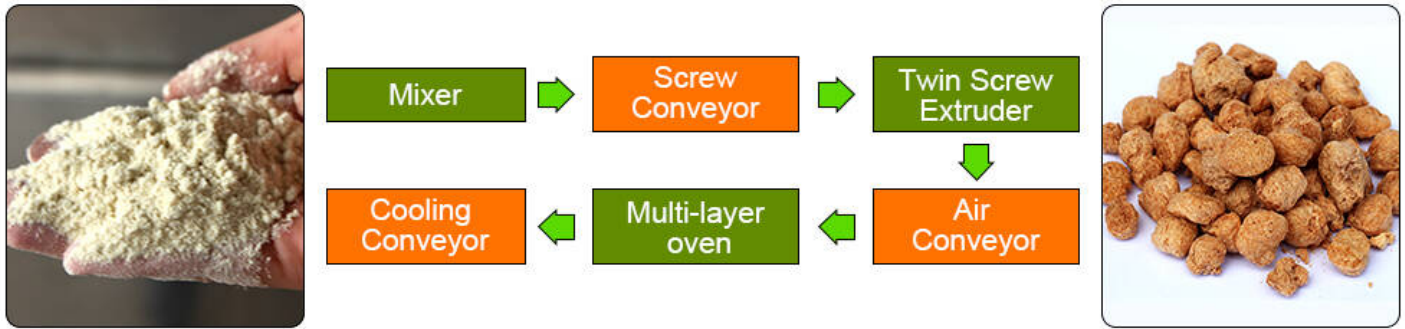 Mixer
Screw
Conveyor
Twin Screw
Extruder
Cooling
Conveyor
Multi-layer
oven
Air
Conveyor